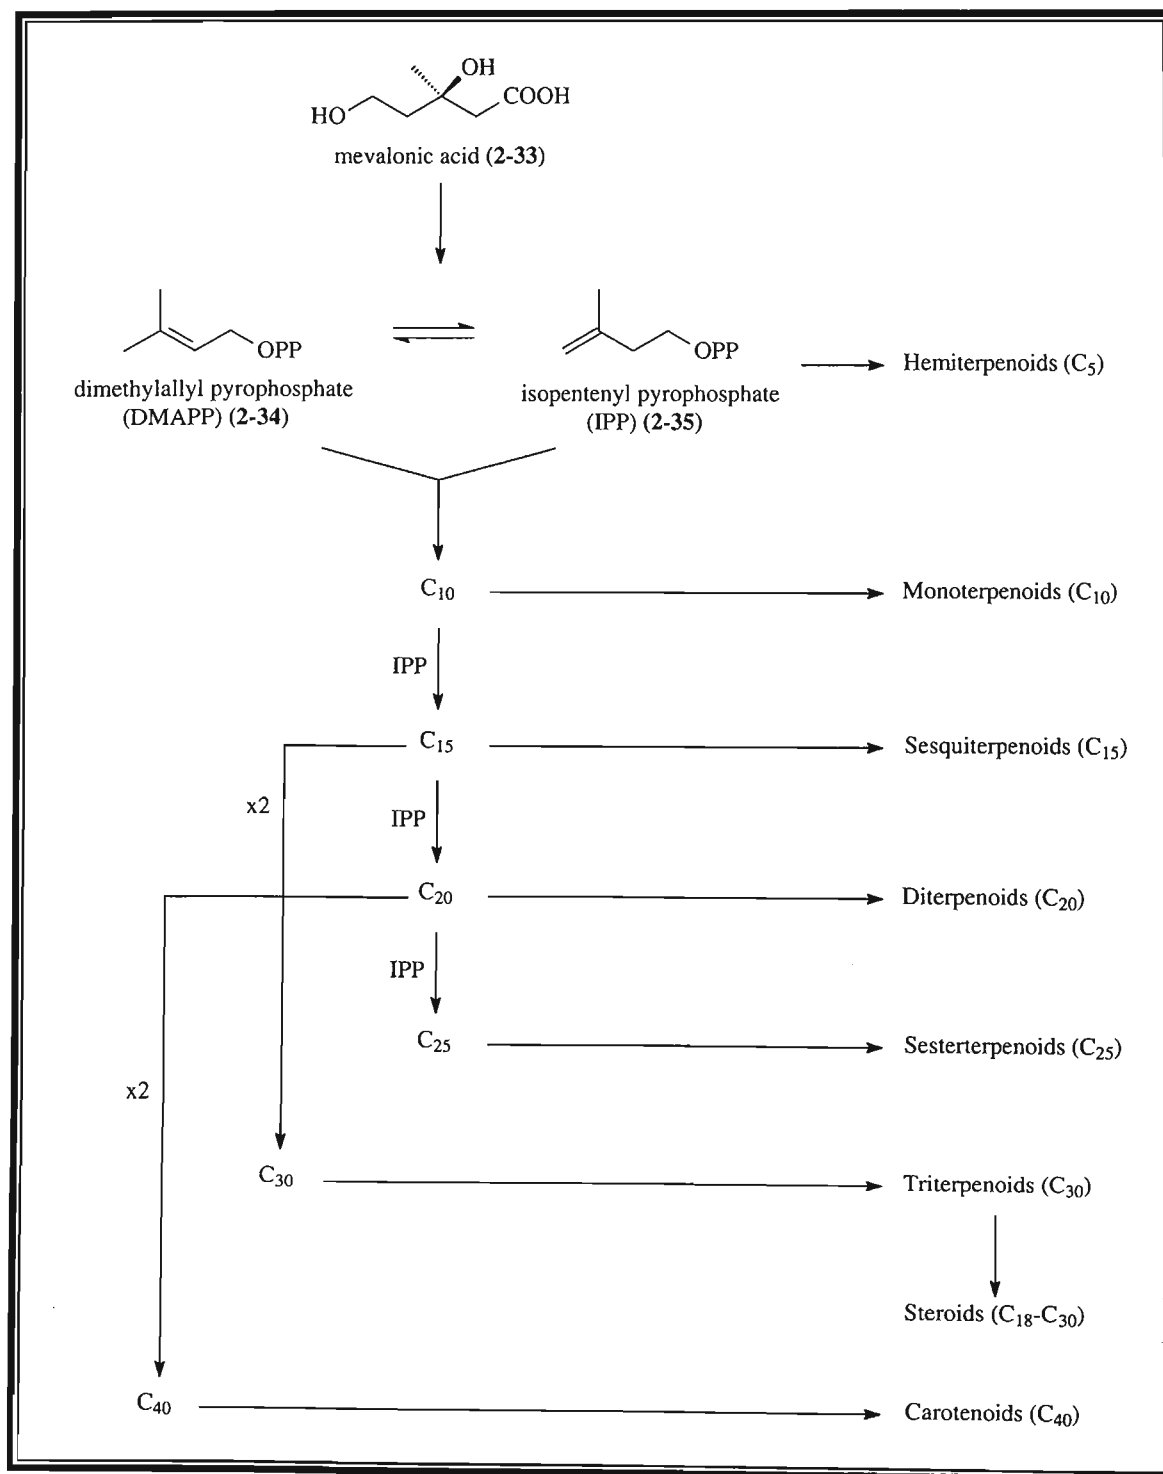 OH
HO
COOH
mevalonic acid (2-33)
OPP
OPP
Hemiterpenoids (C5)
dimethylallyl pyrophosphate
(DMAPP) (2-34)
isopentenyl pyrophosphate
(IPP) (2-35)
C10
Monoterpenoids (C10)
IPP
C15
Sesquiterpenoids (C15)
x2
IPP
C20
Diterpenoids (C20)
IPP
C25
Sesterterpenoids (C25)
x2
C30
Triterpenoids (C30)
Steroids (C18-C30)
C40
Carotenoids (C40)